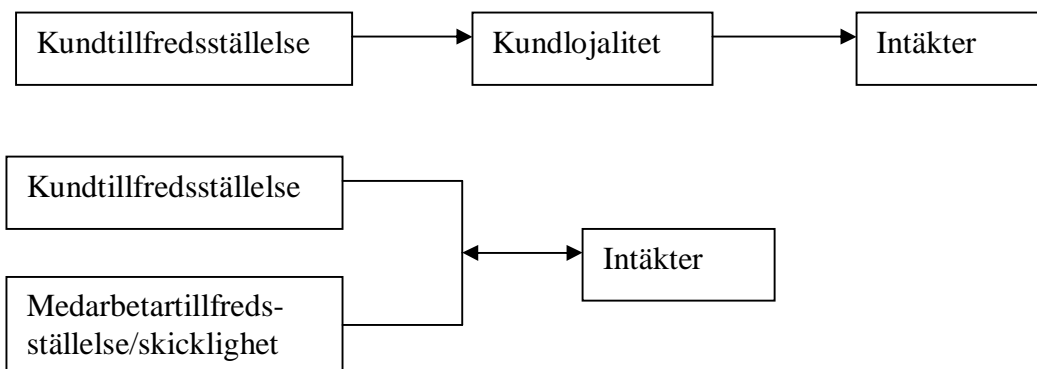 Kundtillfredsställelse
Kundlojalitet
Intäkter
Kundtillfredsställelse
Intäkter
Medarbetartillfreds-
ställelse/skicklighet